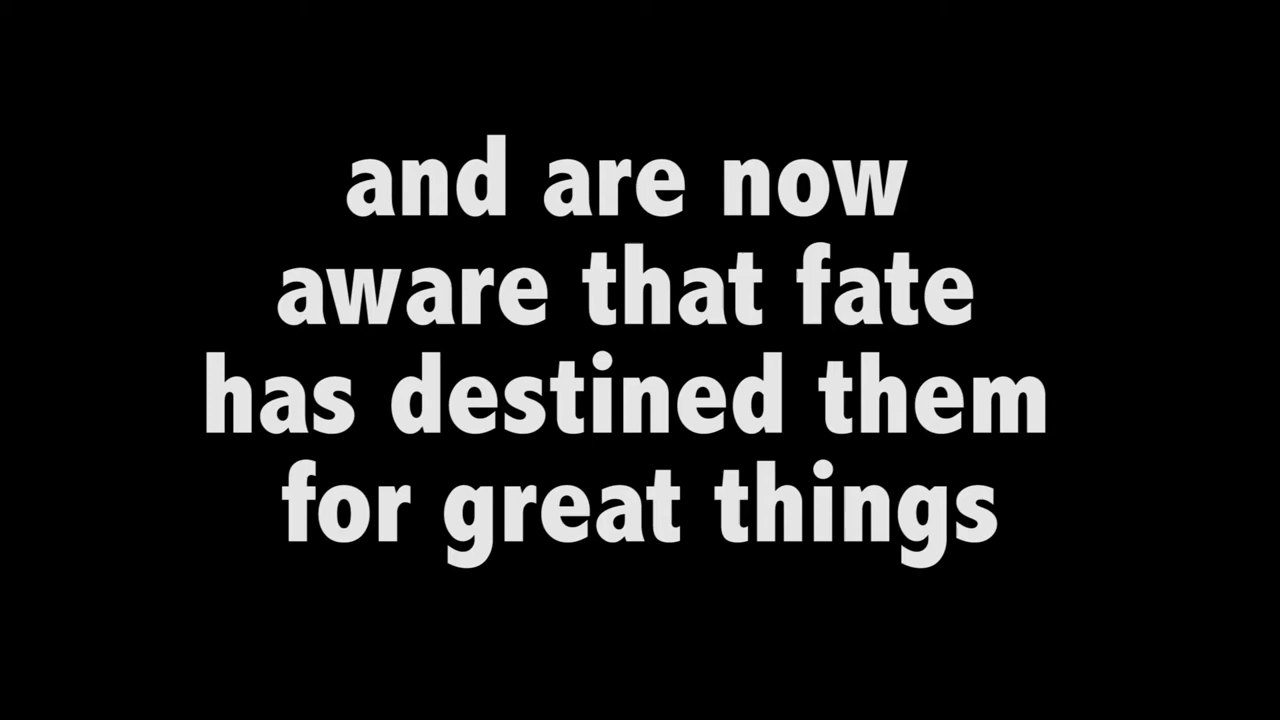 and are now
aware that fate
has destined them
for great things